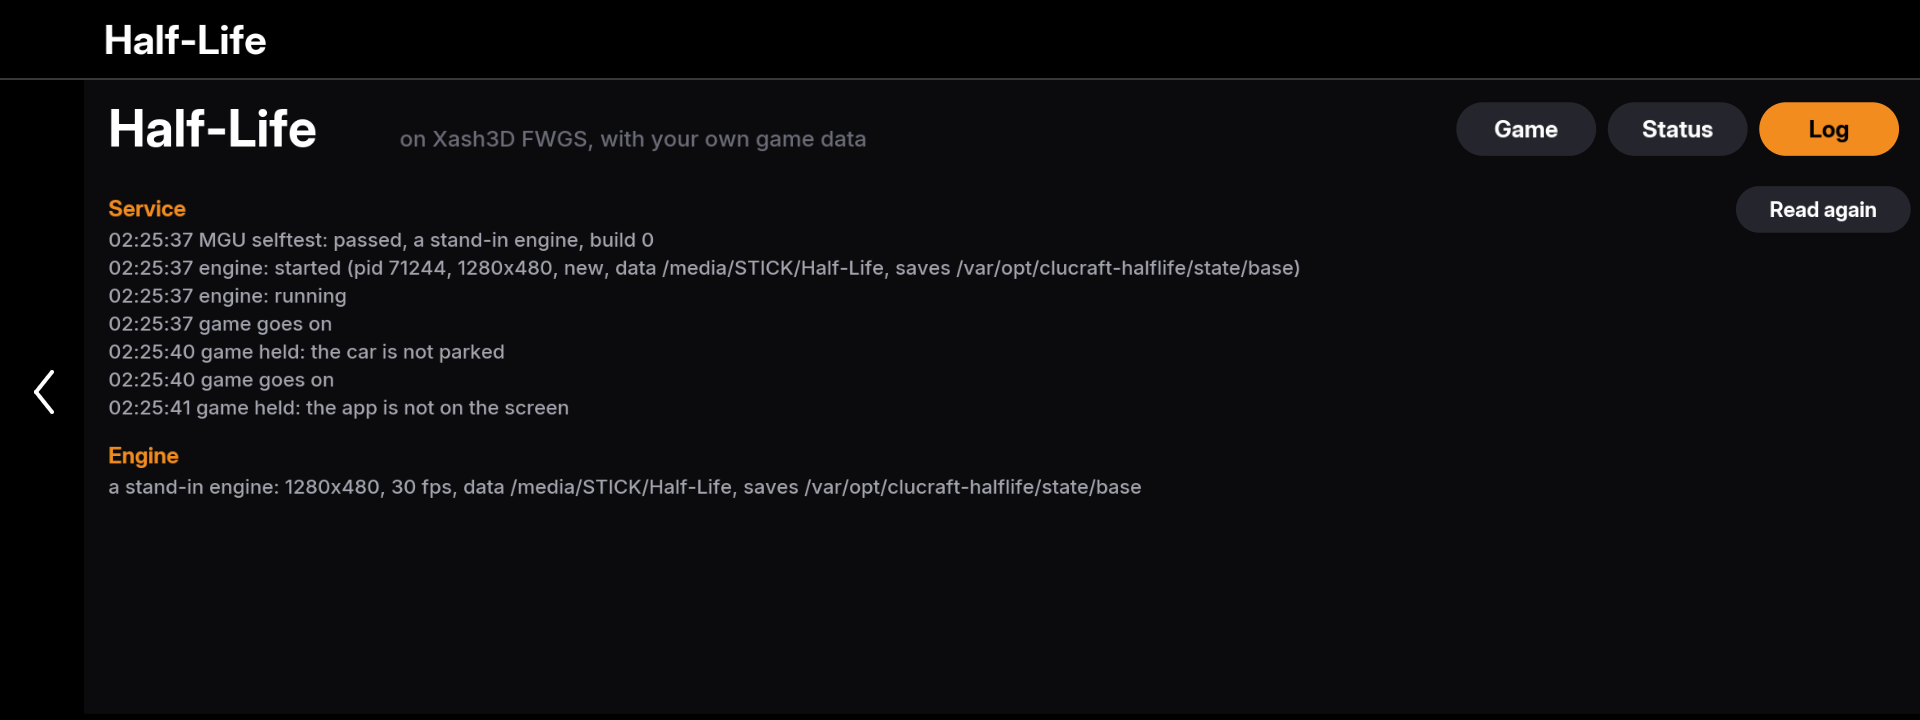 Half-Life
Half-Life
on Xash3D FWGS, with your own game data
Game
Status
Log
Service
Read again
02:25:37 MGU selftest: passed, a stand-in engine, build 0
02:25:37 engine: started (pid 71244, 1280x480, new, data /media/STICK/Half-Life, saves /var/opt/clucraft-halflife/state/base)
02:25:37 engine: running
02:25:37 game goes on
02:25:40 game held: the car is not parked
02:25:40 game goes on
02:25:41 game held: the app is not on the screen
Engine
a stand-in engine: 1280x480, 30 fps, data /media/STICK/Half-Life, saves /var/opt/clucraft-halflife/state/base